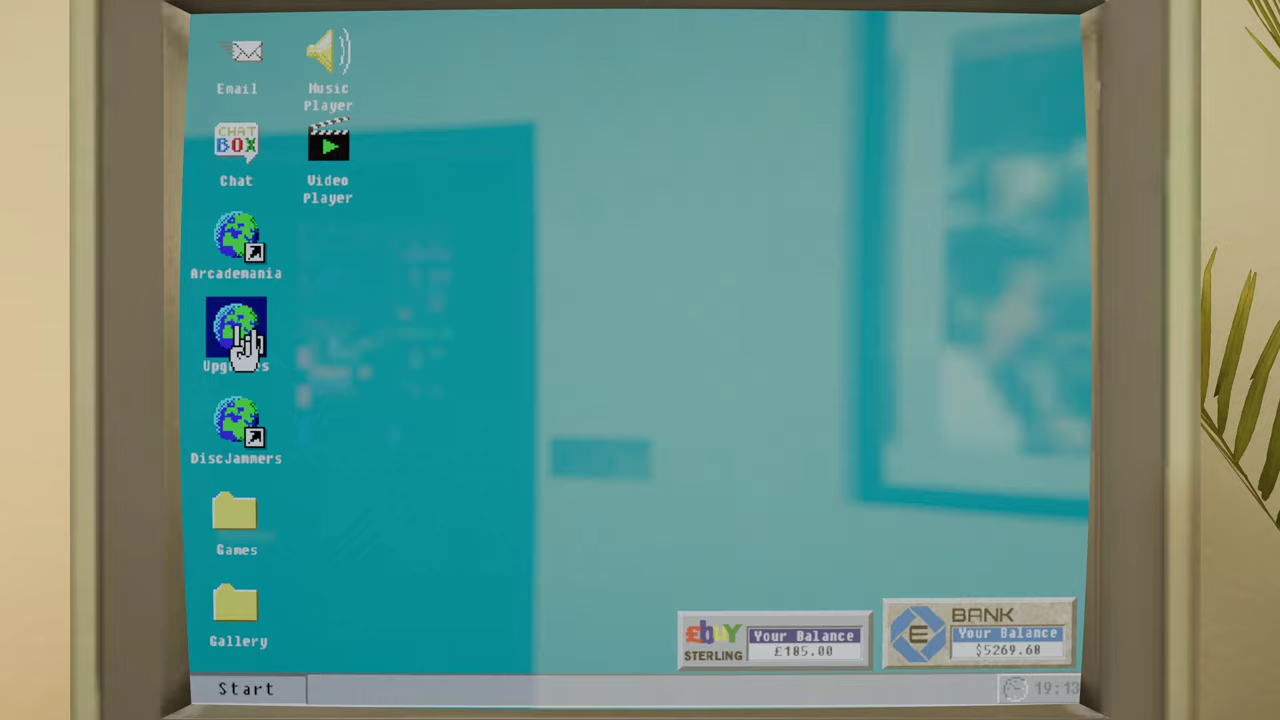 Email
Music
Player
CHAT
BOX
Chat
Video
Player
Arcademania
DiscJammers
Games
Gallery
ebuY
STERLING
Your Balance
£185.00
E
BANK
Your Balance
$5269.68
Start
19:13